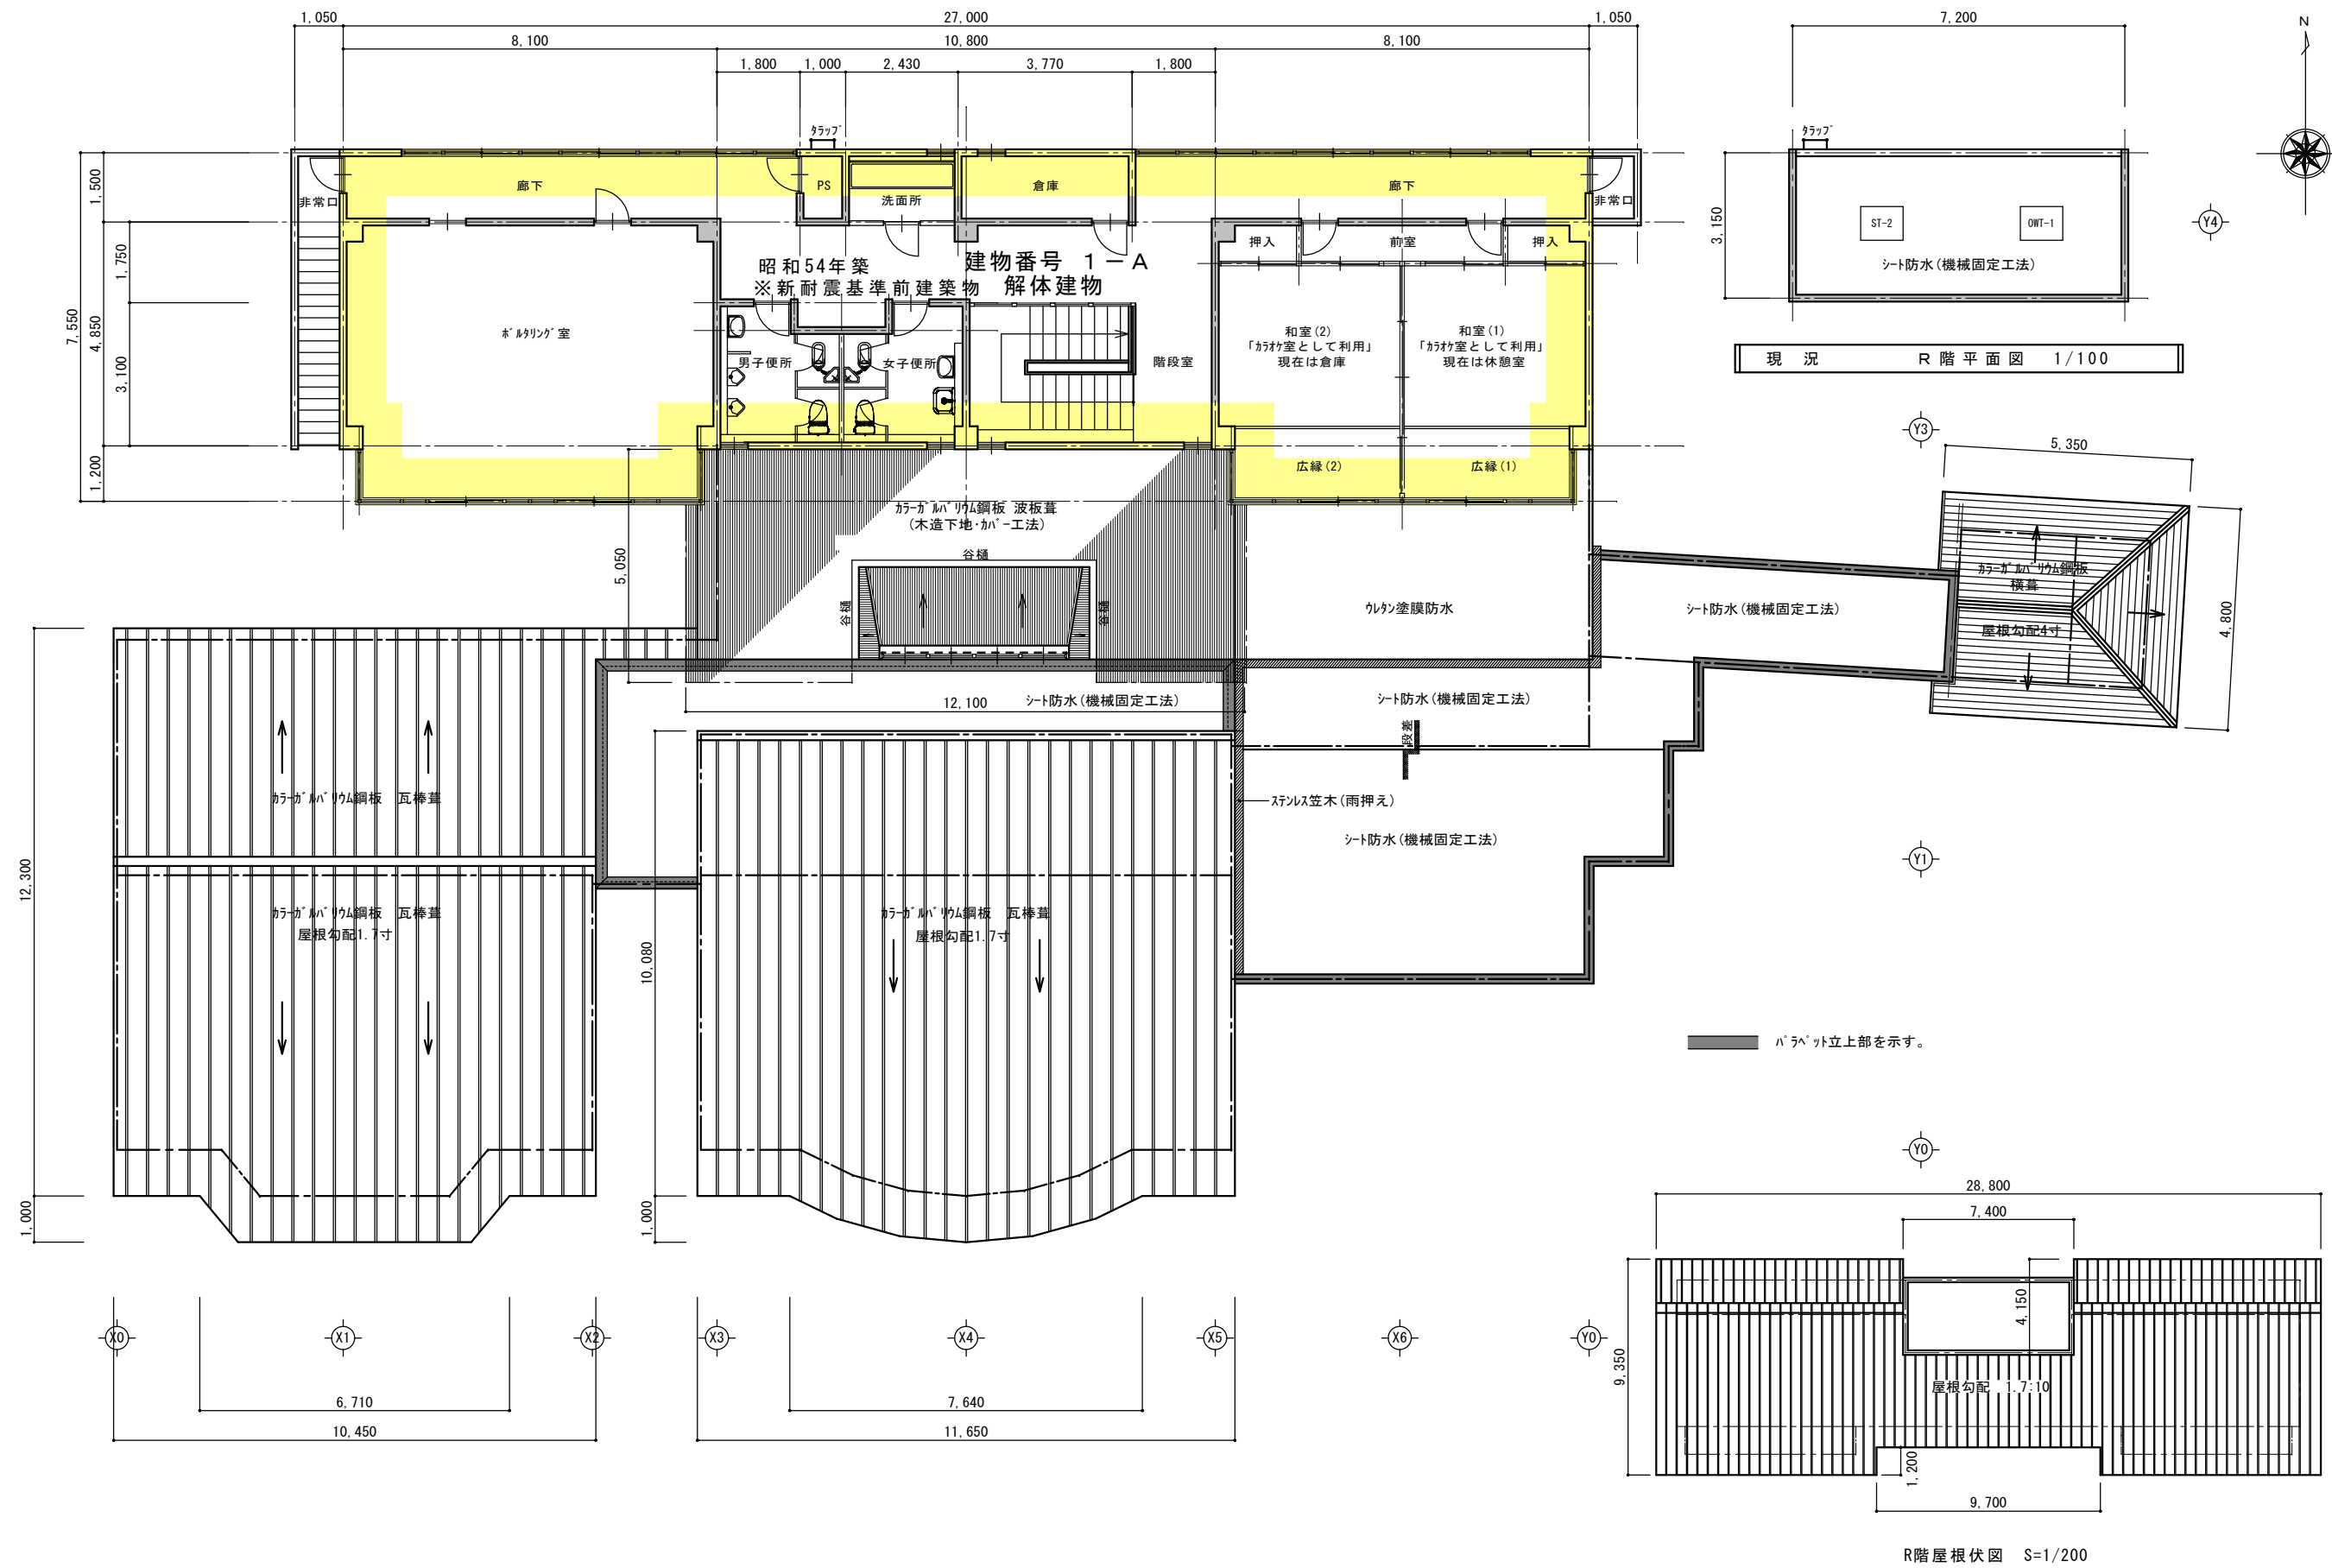 1,050
27,000
1,050
7,200
N
8,100
10,800
8,100
1,800
1,000
2,430
3,770
1,800
ﾀﾗｯﾌﾟ
ﾀﾗｯﾌﾟ
1,500
廊下
PS
洗面所
倉庫
廊下
非常口
非常口
ST-2
OWT-1
Y4
3,150
シート防水(機械固定工法)
1,750
押入
前室
押入
昭和54年築
建物番号 1-A
※新耐震基準前建築物 解体建物
7,550
4,850
3,100
ﾎﾞﾙﾀﾘﾝｸﾞ室
男子便所
女子便所
階段室
和室(2)
「ｶﾗｵｹ室として利用」
現在は倉庫
和室(1)
「ｶﾗｵｹ室として利用」
現在は休憩室
現 況 R階平面図 1/100
Y3
5,350
1,200
広縁(2)
広縁(1)
ｶﾗｰｶﾞﾙﾊﾞﾘｳﾑ鋼板 波板葺
(木造下地･ｶﾊﾞｰ工法)
5,050
谷樋
谷樋
谷樋
ｳﾚﾀﾝ塗膜防水
シート防水(機械固定工法)
ｶﾗｰｶﾞﾙﾊﾞﾘｳﾑ鋼板
横葺
屋根勾配4寸
4,800
12,100
シート防水(機械固定工法)
シート防水(機械固定工法)
段差
ｶﾗｰｶﾞﾙﾊﾞﾘｳﾑ鋼板 瓦棒葺
ｽﾃﾝﾚｽ笠木(雨押え)
シート防水(機械固定工法)
Y1
12,300
ｶﾗｰｶﾞﾙﾊﾞﾘｳﾑ鋼板 瓦棒葺
屋根勾配1.7寸
ｶﾗｰｶﾞﾙﾊﾞﾘｳﾑ鋼板 瓦棒葺
屋根勾配1.7寸
10,080
ﾊﾟﾗﾍﾟｯﾄ立上部を示す。
Y0
1,000
1,000
28,800
7,400
4,150
X0
X1
X2
X3
X4
X5
X6
Y0
9,350
屋根勾配 1.7:10
6,710
7,640
10,450
11,650
1,200
9,700
R階屋根伏図 S=1/200